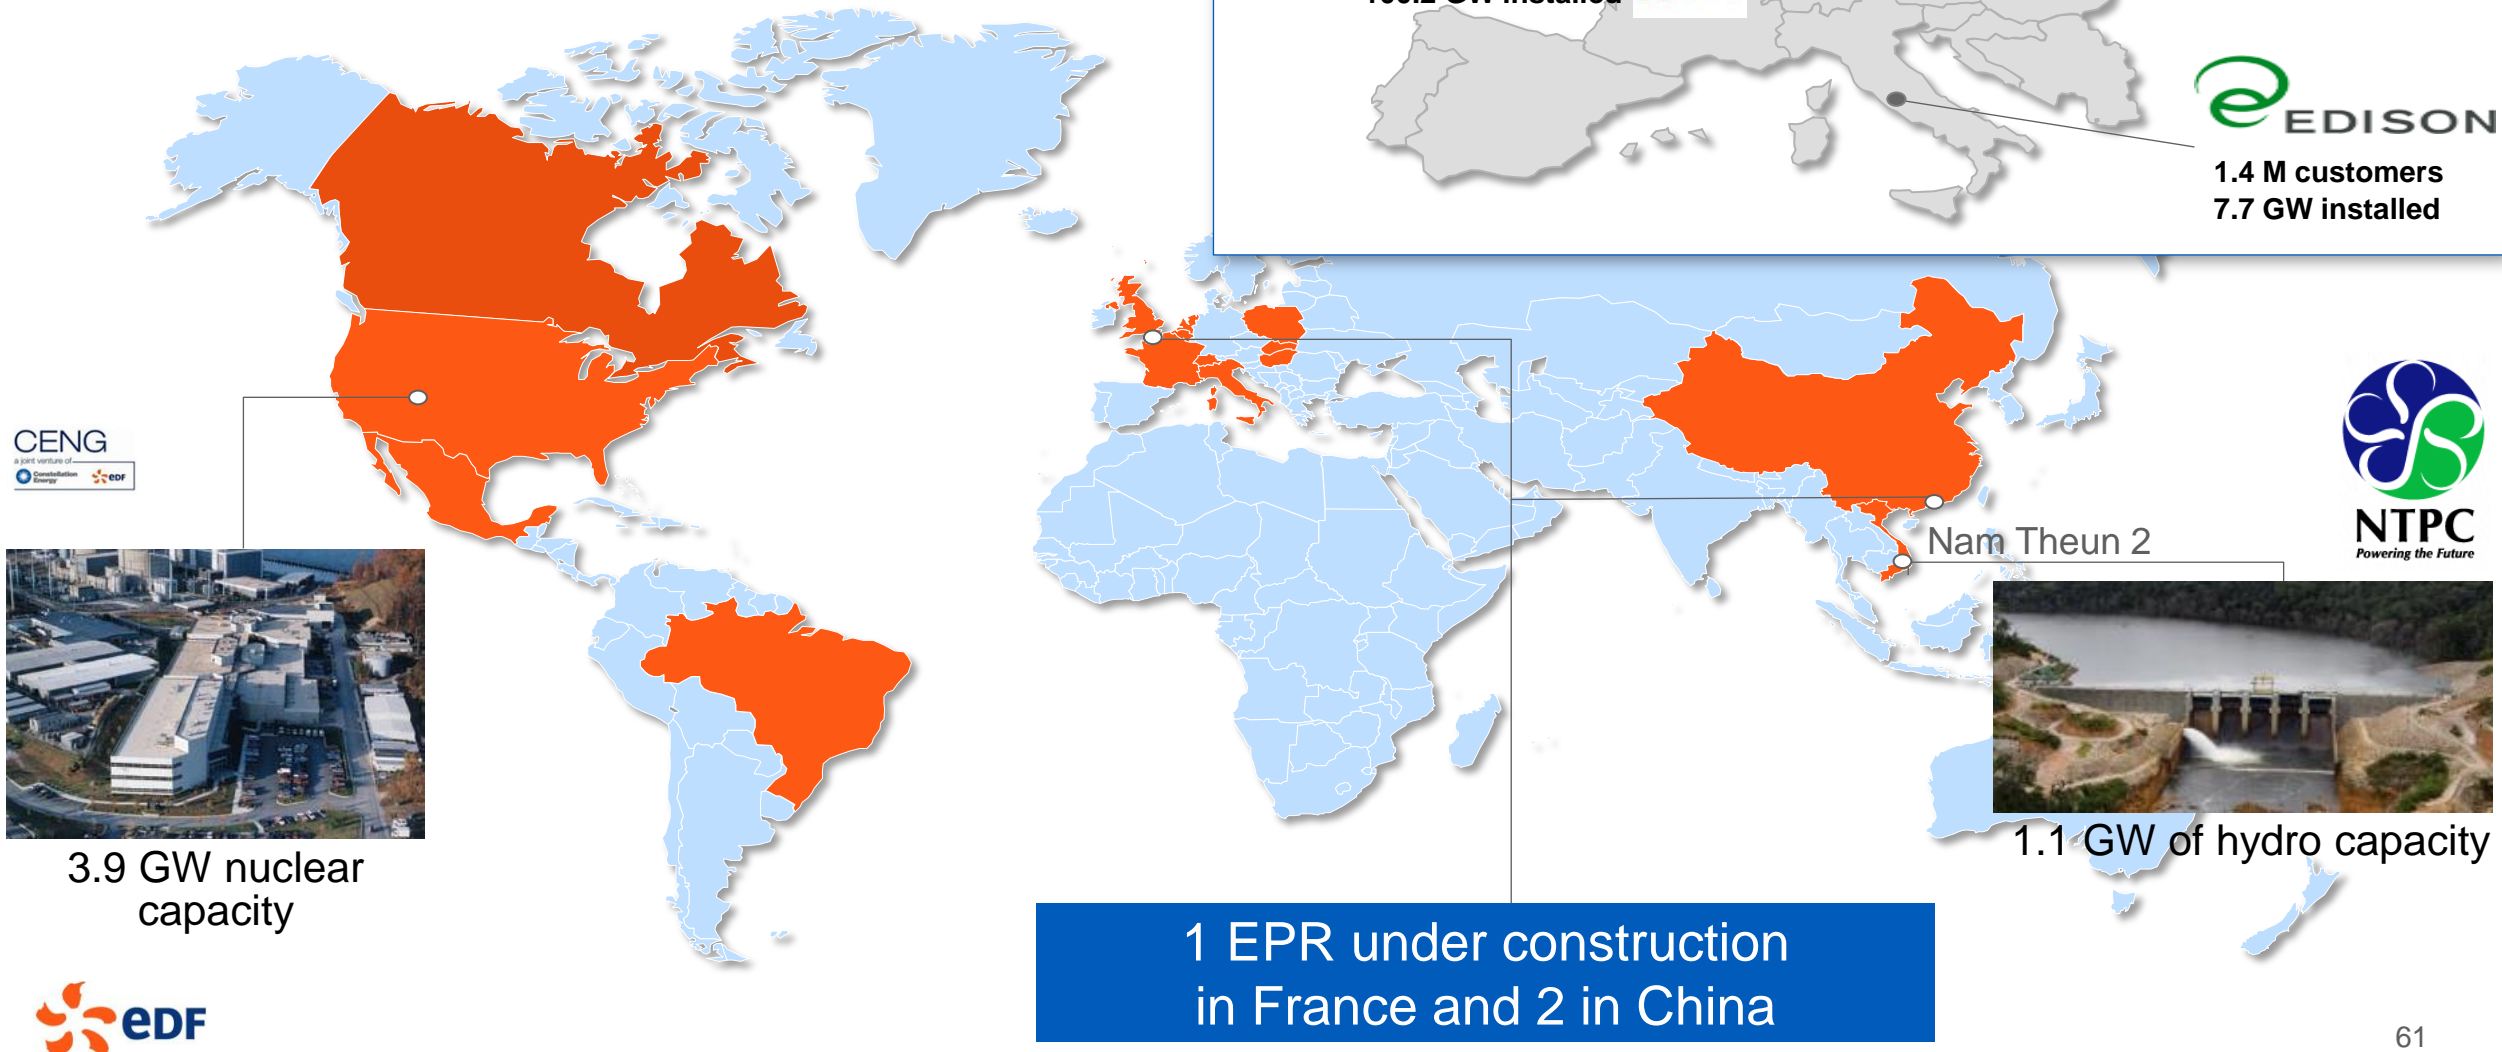 EDISON
1.4 M customers
7.7 GW installed
CENG
a joint venture of
Constellation
Energy
edF
NTPC
Powering the Future
Nam Theun 2
3.9 GW nuclear
capacity
1.1 GW of hydro capacity
1 EPR under construction
in France and 2 in China
eDF
61